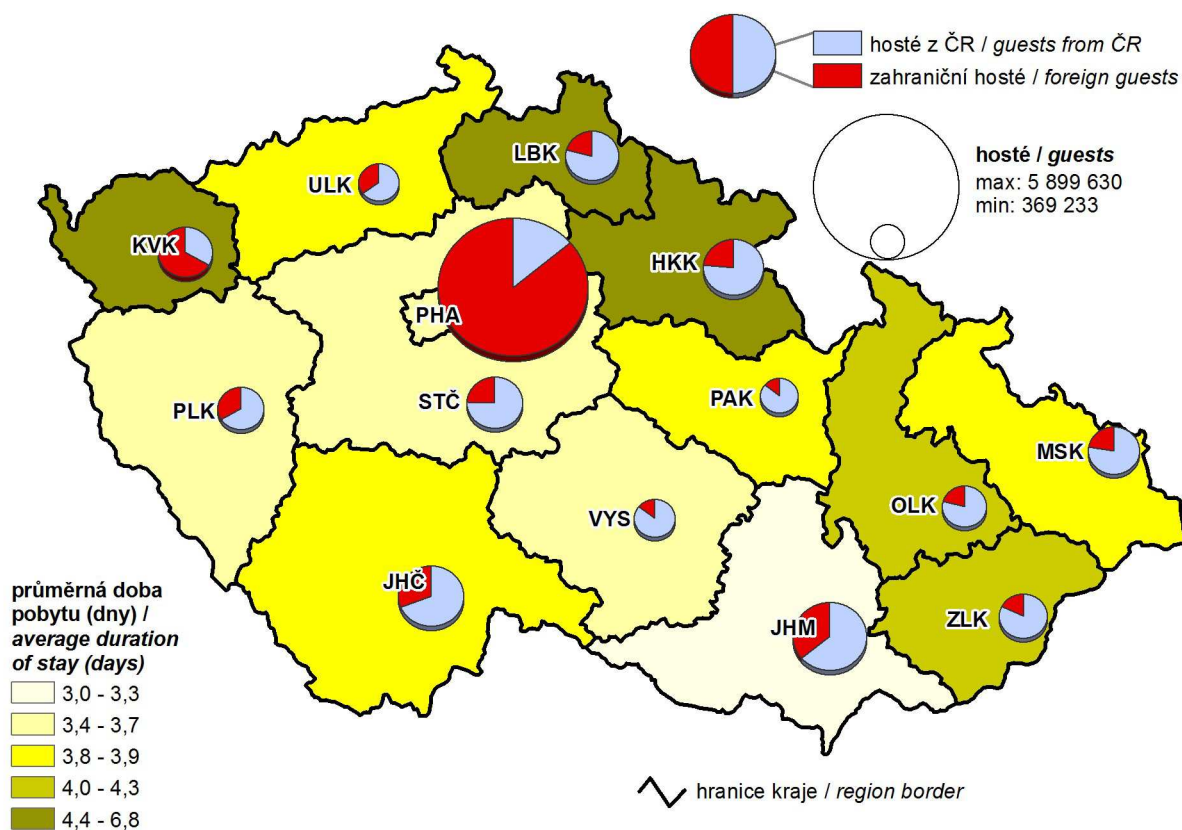 hosté z ČR / guests from ČR
zahraniční hosté / foreign guests
hosté / guests
max: 5 899 630
min: 369 233
LBK
ULK
KVK
HKK
PHA
STČ
PAK
PLK
MSK
OLK
VYS
JHČ
JHM
ZLK
průměrná doba
pobytu (dny) /
average duration
of stay (days)
3,0 - 3,3
3,4 - 3,7
3,8 - 3,9
4,0 - 4,3
4,4 - 6,8
hranice kraje / region border